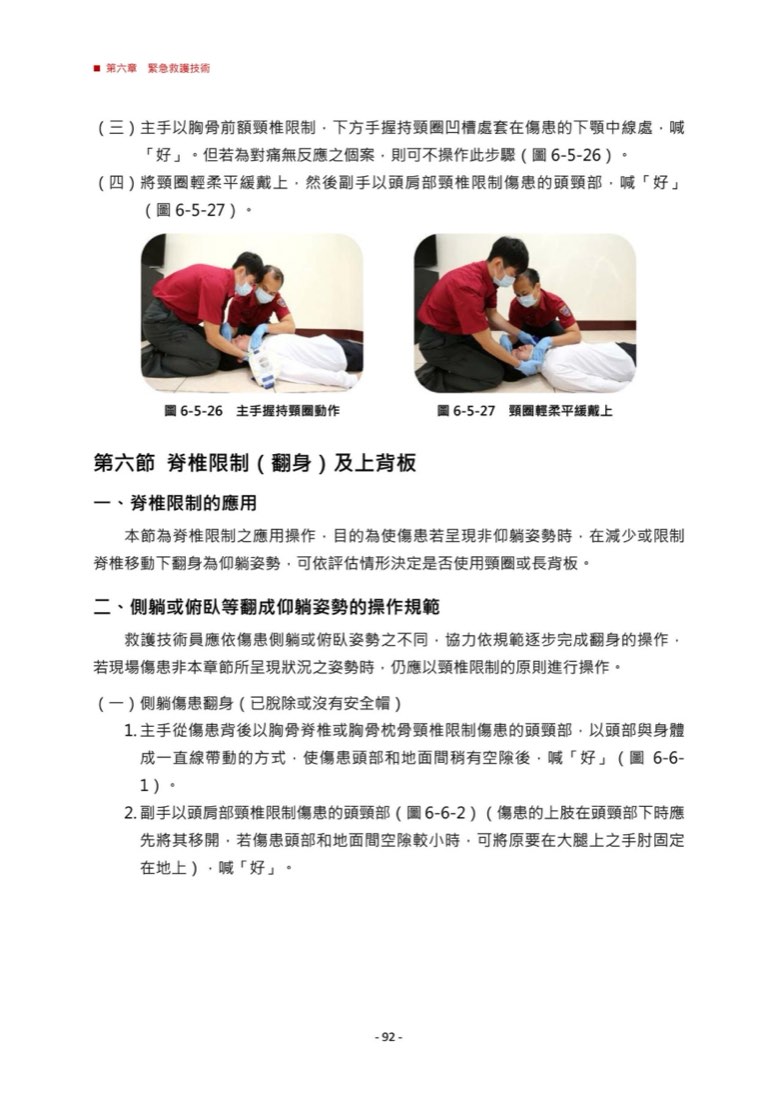 ■ 第六章 緊急救護技術
(三)主手以胸骨前額頸椎限制，下方手握持頸圈凹槽處套在傷患的下顎中線處，喊
「好」。但若為對痛無反應之個案，則可不操作此步驟(圖 6-5-26)。
(四)將頸圈輕柔平緩戴上，然後副手以頭肩部頸椎限制傷患的頭頸部，喊「好」
(圖 6-5-27)。
圖 6-5-26 主手握持頸圈動作
圖 6-5-27 頸圈輕柔平緩戴上
第六節 脊椎限制(翻身)及上背板
一、脊椎限制的應用
本節為脊椎限制之應用操作，目的為使傷患若呈現非仰躺姿勢時，在減少或限制
脊椎移動下翻身為仰躺姿勢，可依評估情形決定是否使用頸圈或長背板。
二、側躺或俯臥等翻成仰躺姿勢的操作規範
救護技術員應依傷患側躺或俯臥姿勢之不同，協力依規範逐步完成翻身的操作，
若現場傷患非本章節所呈現狀況之姿勢時，仍應以頸椎限制的原則進行操作。
(一)側躺傷患翻身(已脫除或沒有安全帽)
1. 主手從傷患背後以胸骨脊椎或胸骨枕骨頸椎限制傷患的頭頸部，以頭部與身體
成一直線帶動的方式，使傷患頭部和地面間稍有空隙後，喊「好」(圖 6-6-
1)。
2. 副手以頭肩部頸椎限制傷患的頭頸部(圖6-6-2)(傷患的上肢在頭頸部下時應
先將其移開，若傷患頭部和地面間空隙較小時，可將原要在大腿上之手肘固定
在地上)，喊「好」。
- 92 -